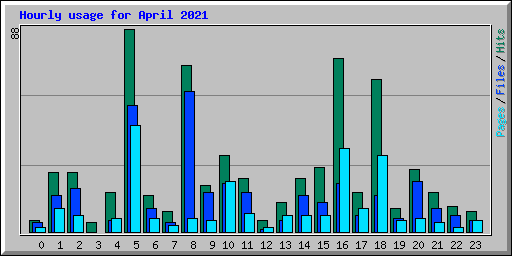 Hourly usage for April 2021
88
Pages / Files / Hits
0 1 2 3 4 5 6 7 8 9 10 11 12 13 14 15 16 17 18 19 20 21 22 23